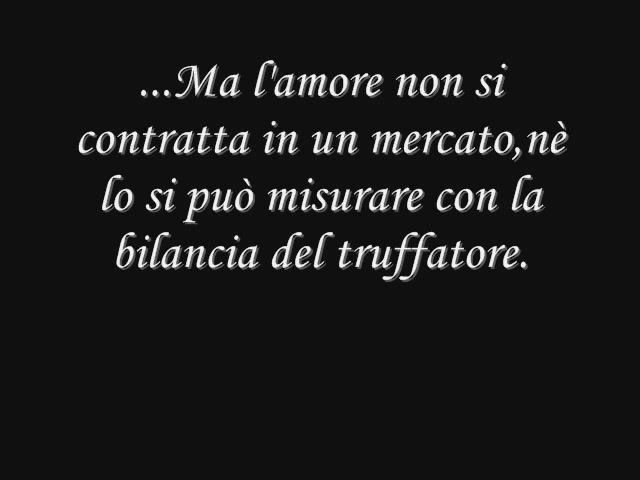 ...Ma l'amore non si
contratta in un mercato,nè
lo si può misurare con la
bilancia del truffatore.